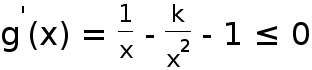 g'(x) = 1/x - k/x² - 1 ≤ 0